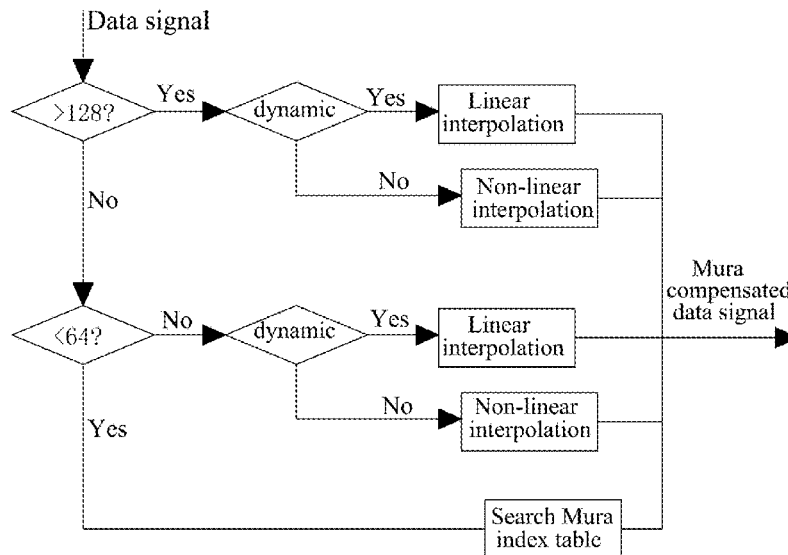 Data signal
>128?
Yes
dynamic
Yes
Linear
interpolation
No
No
Non-linear
interpolation
Mura
compensated
data signal
<64?
No
dynamic
Yes
Linear
interpolation
No
Non-linear
interpolation
Yes
Search Mura
index table